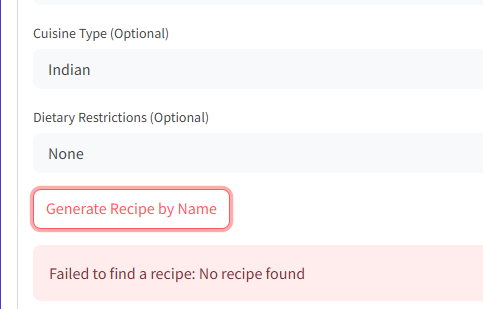 Cuisine Type (Optional)
Indian
Dietary Restrictions (Optional)
None
Generate Recipe by Name
Failed to find a recipe: No recipe found